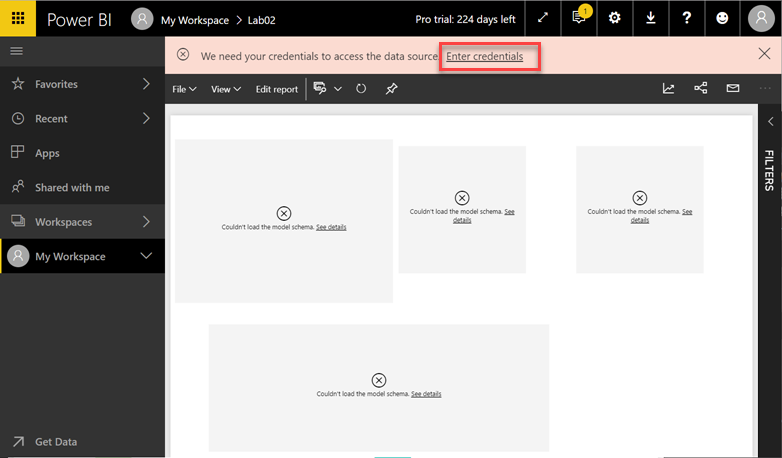 Power BI
My Workspace > Lab02
Pro trial: 224 days left
1
?
We need your credentials to access the data source. Enter credentials
Favorites
Recent
Apps
Shared with me
Workspaces
My Workspace
Get Data
File
View
Edit report
Couldn't load the model schema. See details
Couldn't load the model schema. See
details
Couldn't load the model schema. See
details
Couldn't load the model schema. See details
FILTERS